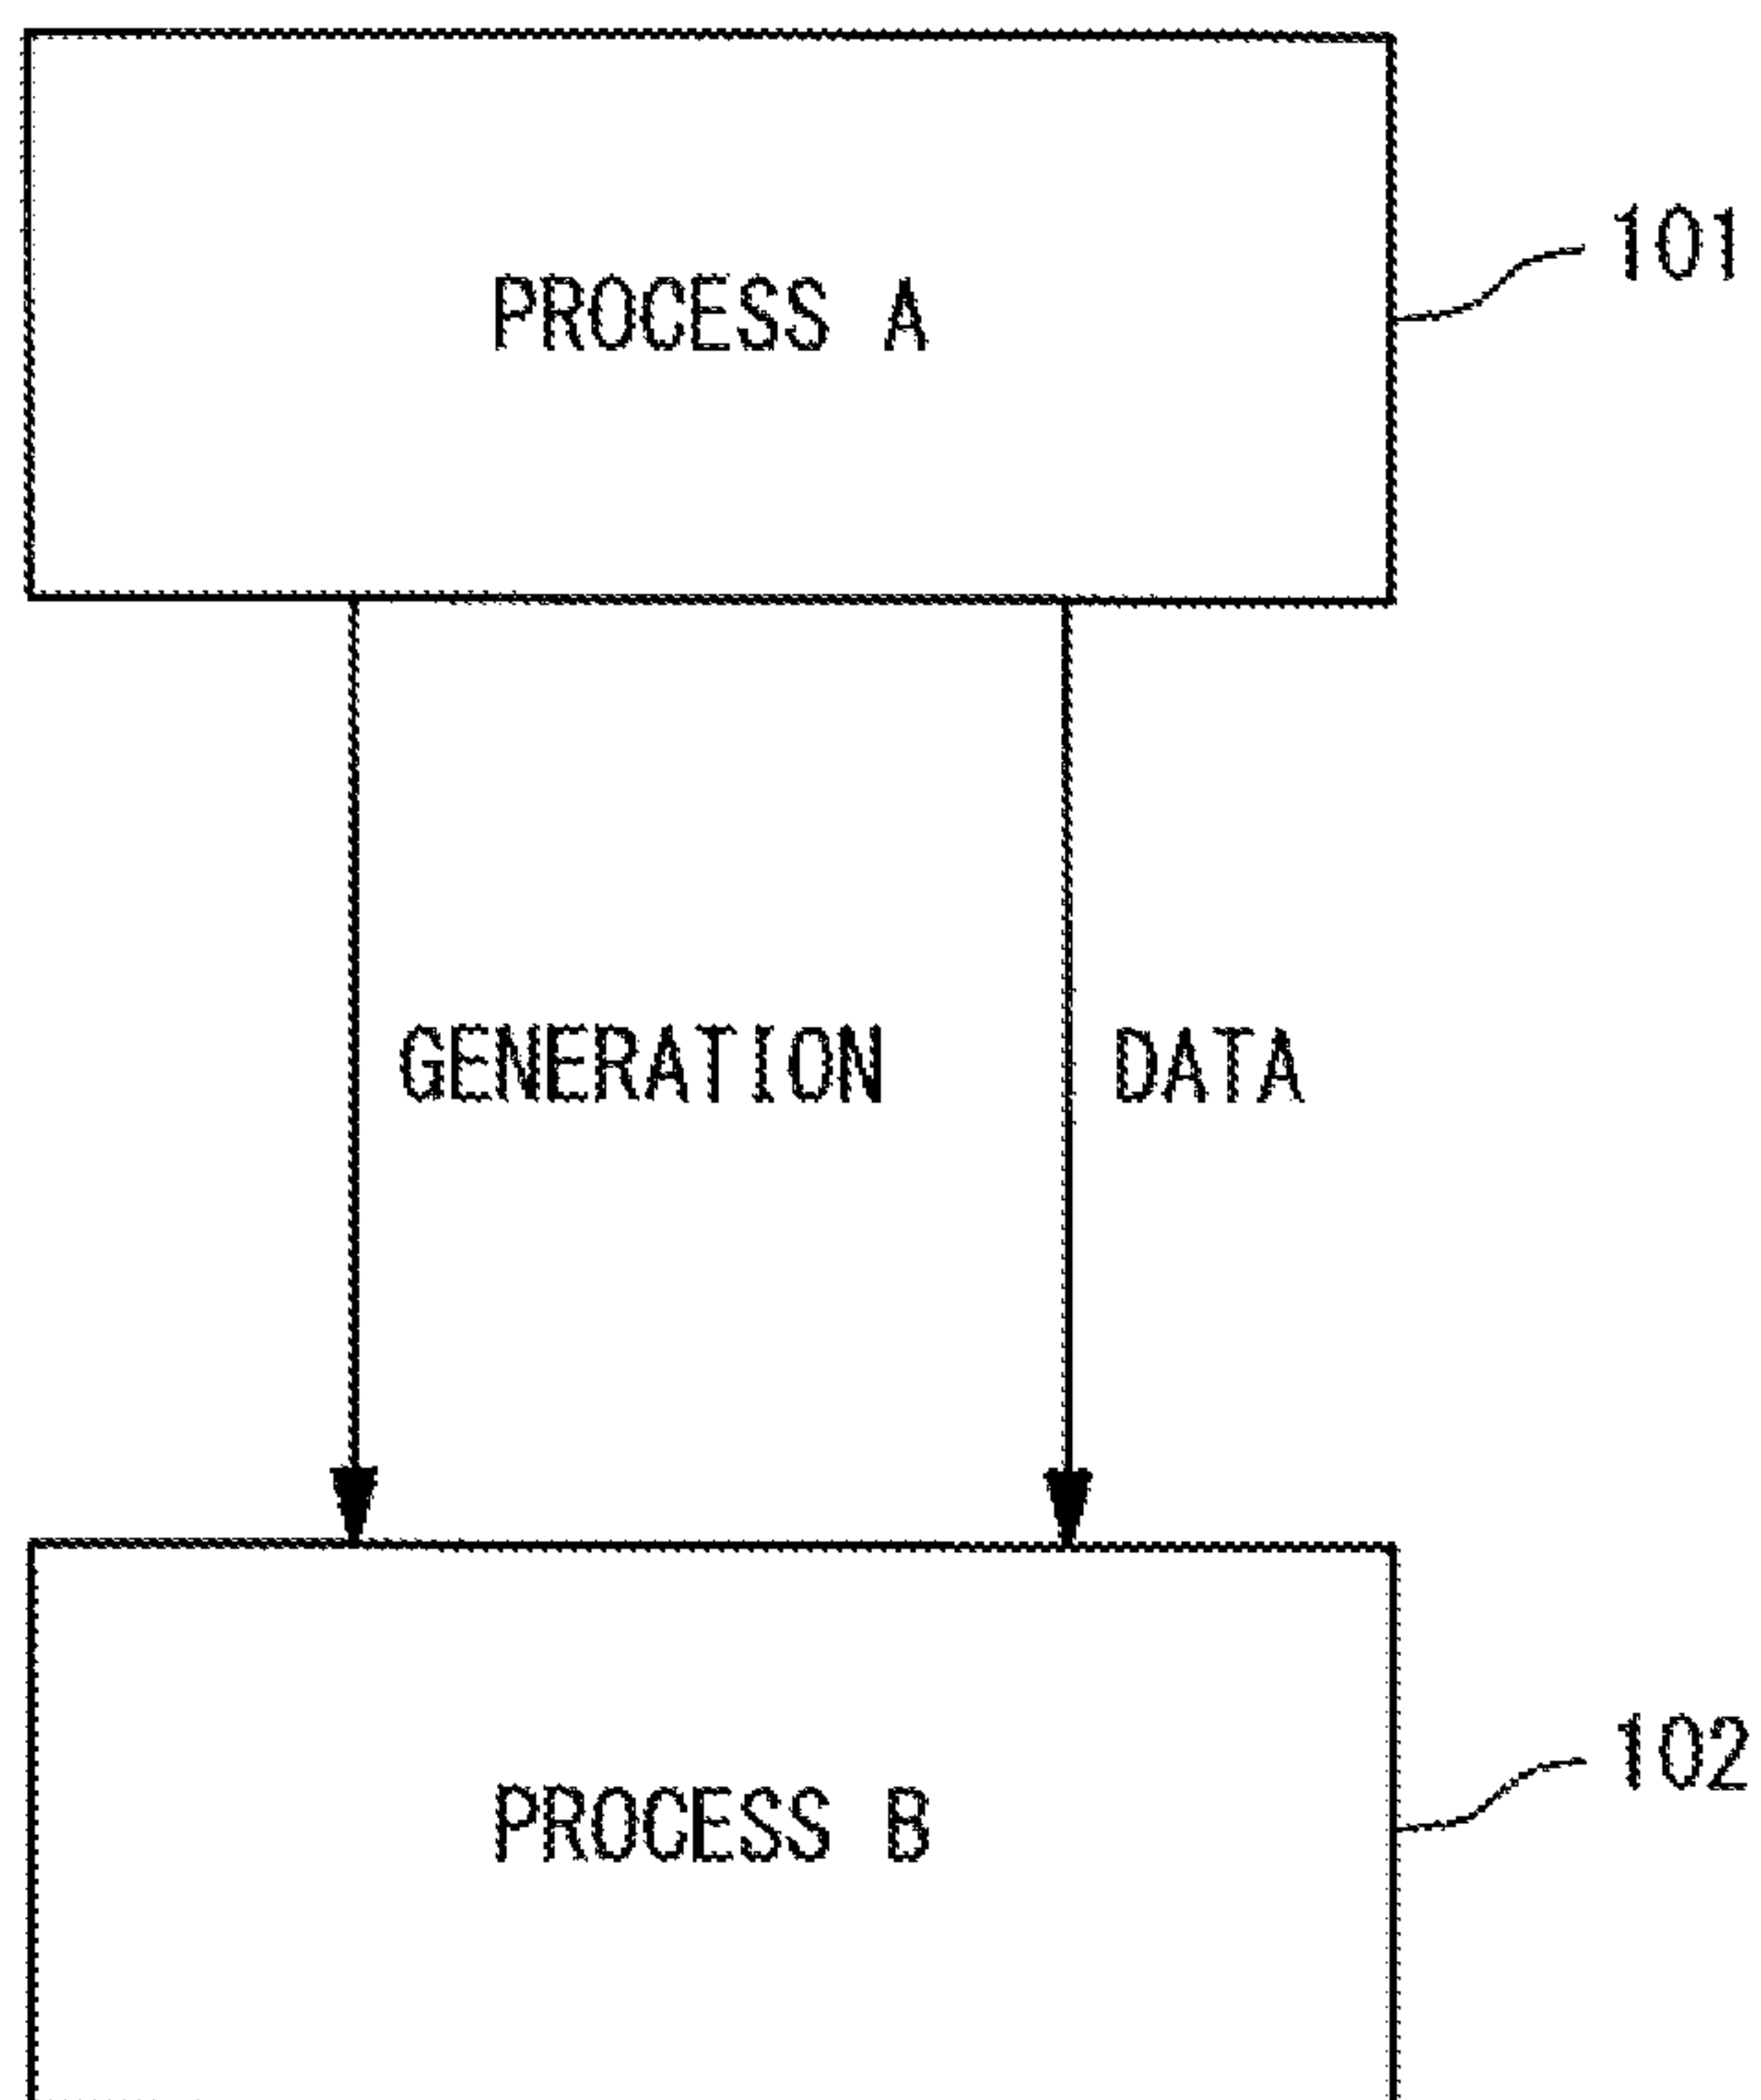 PROCESS A
101
GENERATION
DATA
PROCESS B
102